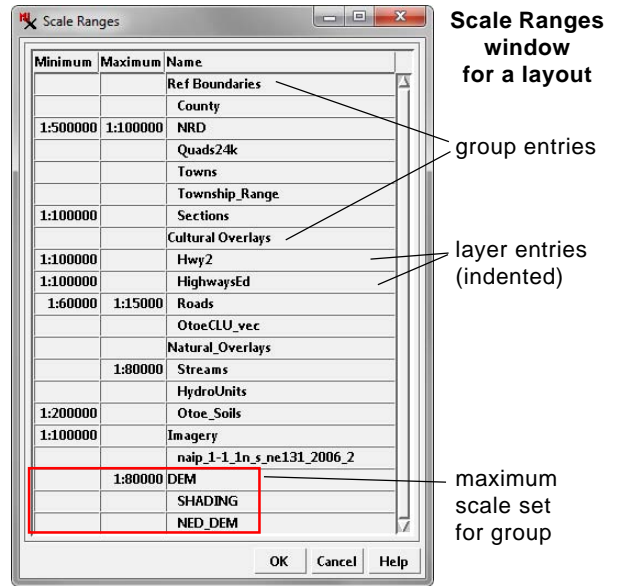 Scale Ranges
Scale Ranges
window
for a layout
Minimum Maximum Name
Ref Boundaries
County
1:500000 1:100000 NRD
Quads24k
Towns
Township_Range
1:100000 Sections
Cultural Overlays
1:100000 Hwy2
1:100000 HighwaysEd
1:60000 1:15000 Roads
OtoeCLU_vec
Natural_Overlays
1:80000 Streams
HydroUnits
1:200000 Otoe_Soils
1:100000 Imagery
naip_1-1_1n_s_ne131_2006_2
1:80000 DEM
SHADING
NED_DEM
OK Cancel Help
group entries
layer entries
(indented)
maximum
scale set
for group